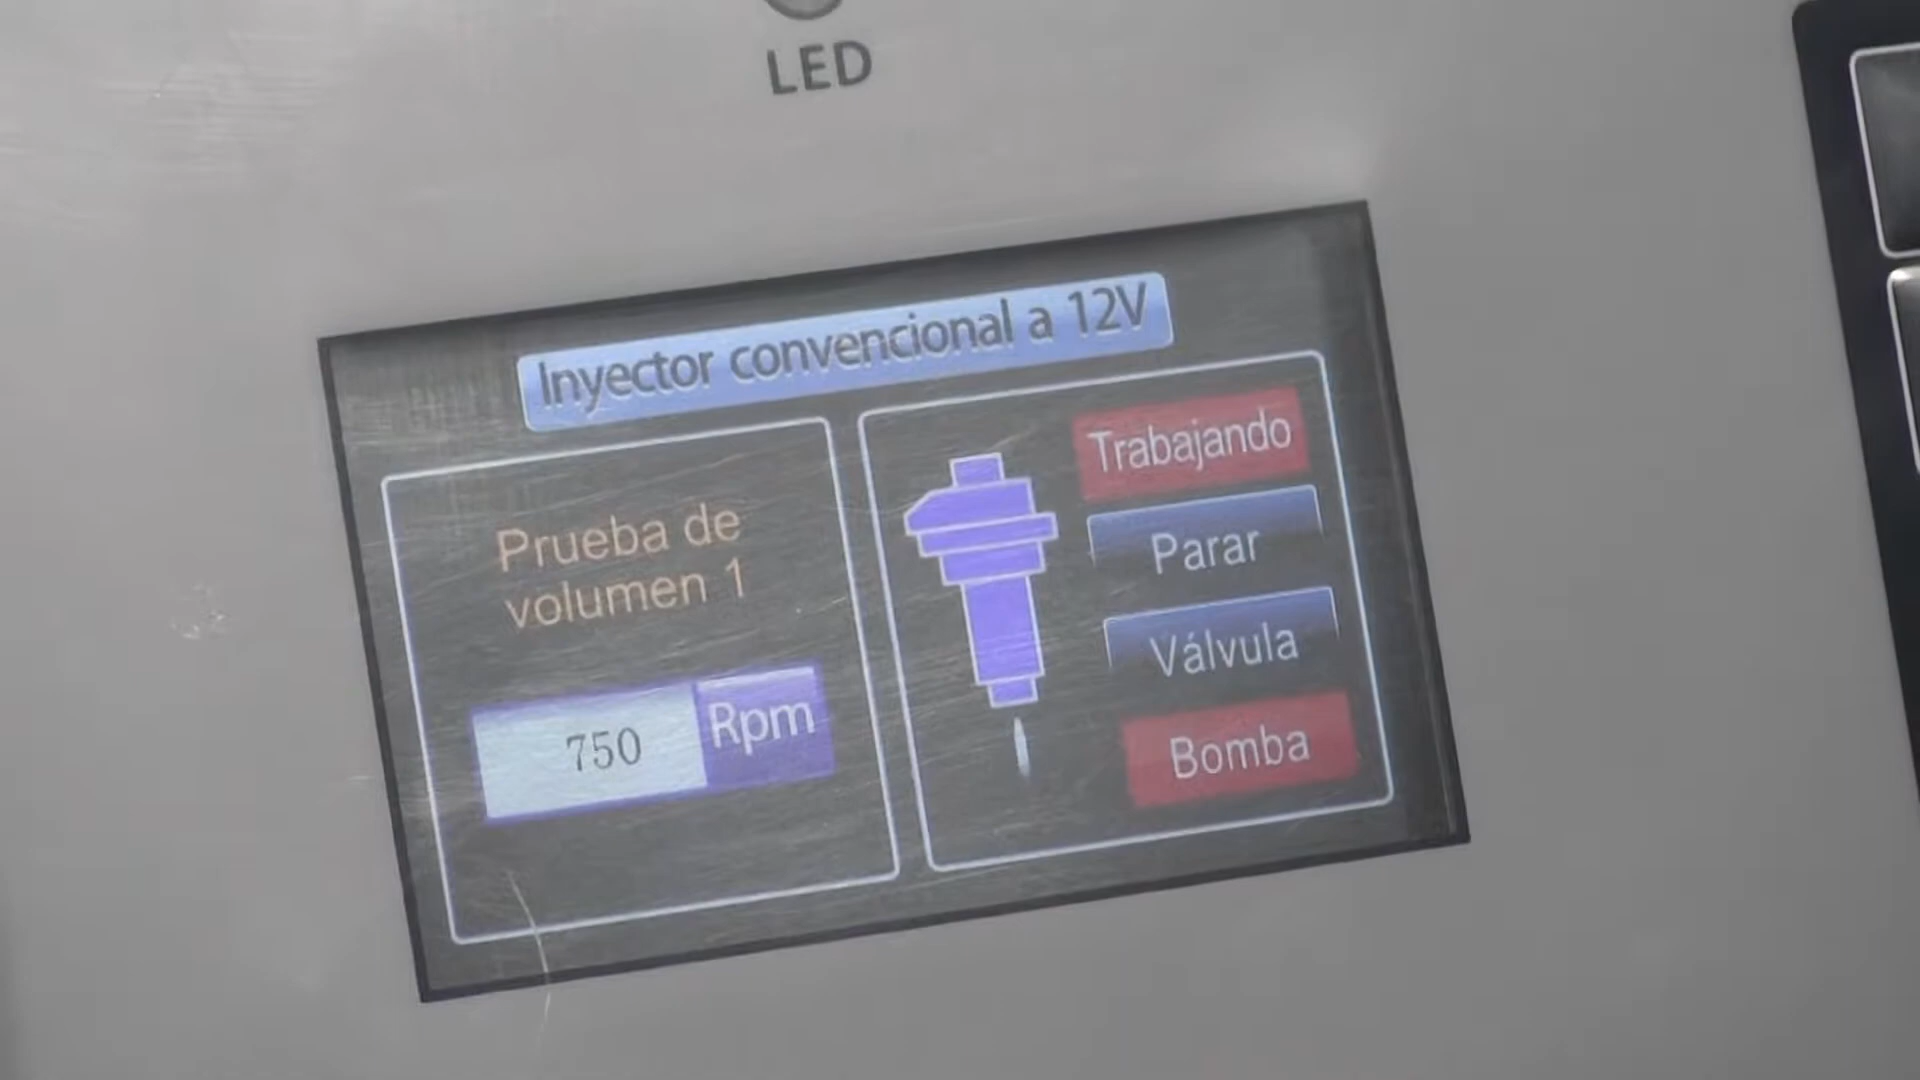 LED
Inyector convencional a 12V
Prueba de
volumen 1
750 Rpm
Trabajando
Parar
Válvula
Bomba